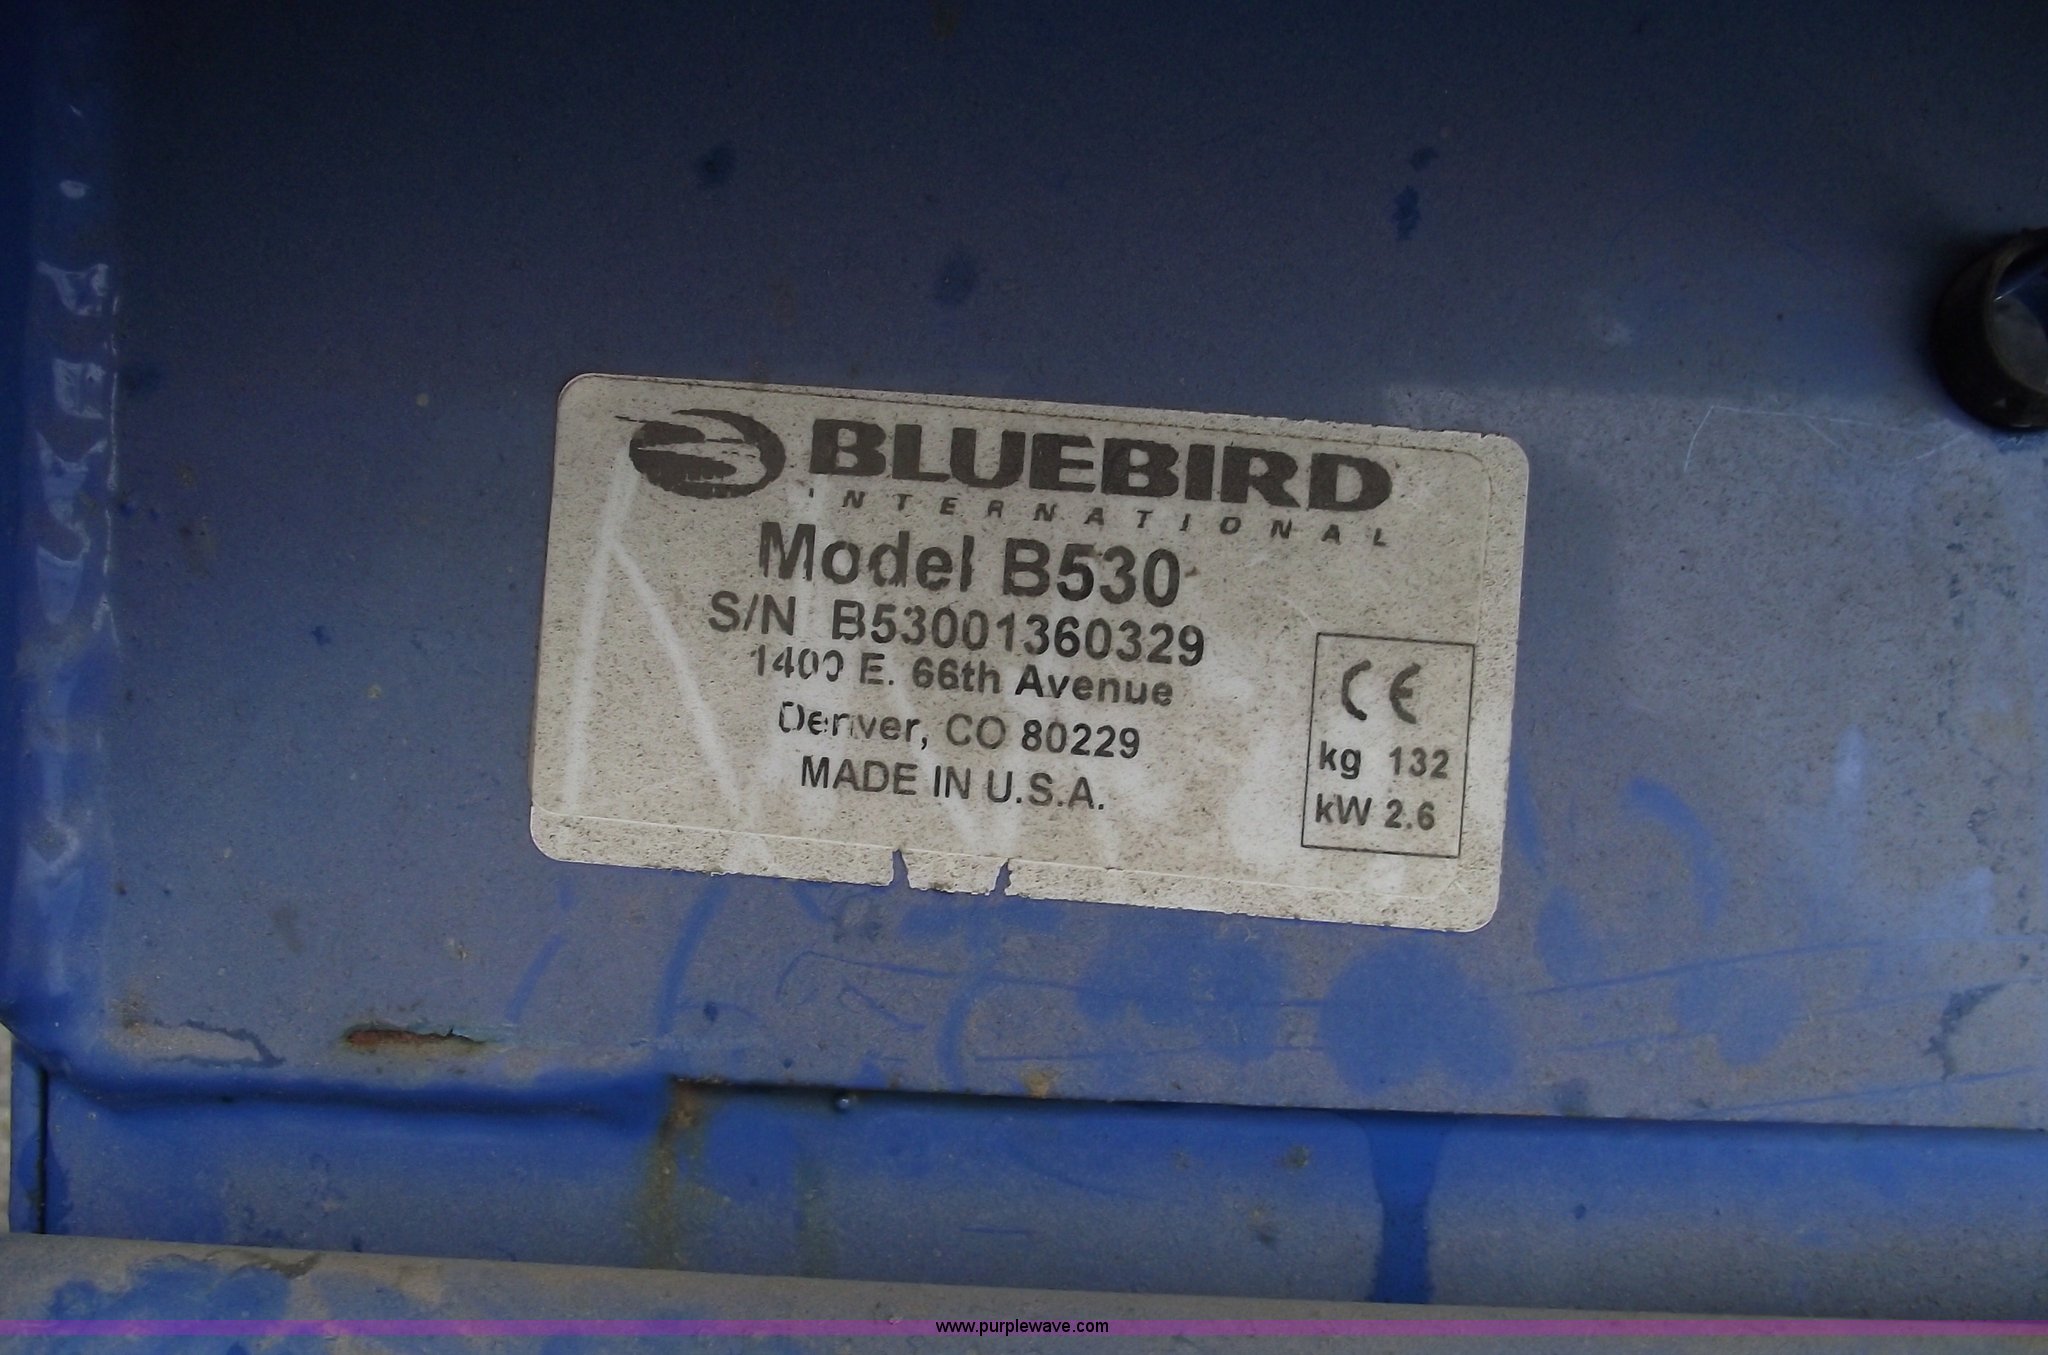 BLUEBIRD
INTERNATIONAL
Model B530
S/N B53001360329
1400 E. 66th Avenue
Denver, CO 80229
MADE IN U.S.A.
CE
kg 132
kW 2.6
www.purplewave.com